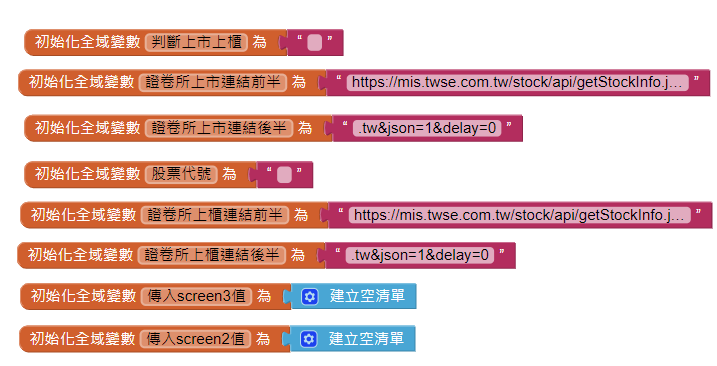 初始化全域變數 判斷上市上櫃 為 “ ”
初始化全域變數 證卷所上市連結前半 為 “ https://mis.twse.com.tw/stock/api/getStockInfo.j... ”
初始化全域變數 證卷所上市連結後半 為 “ .tw&json=1&delay=0 ”
初始化全域變數 股票代號 為 “ ”
初始化全域變數 證卷所上櫃連結前半 為 “ https://mis.twse.com.tw/stock/api/getStockInfo.j... ”
初始化全域變數 證卷所上櫃連結後半 為 “ .tw&json=1&delay=0 ”
初始化全域變數 傳入screen3值 為 建立空清單
初始化全域變數 傳入screen2值 為 建立空清單